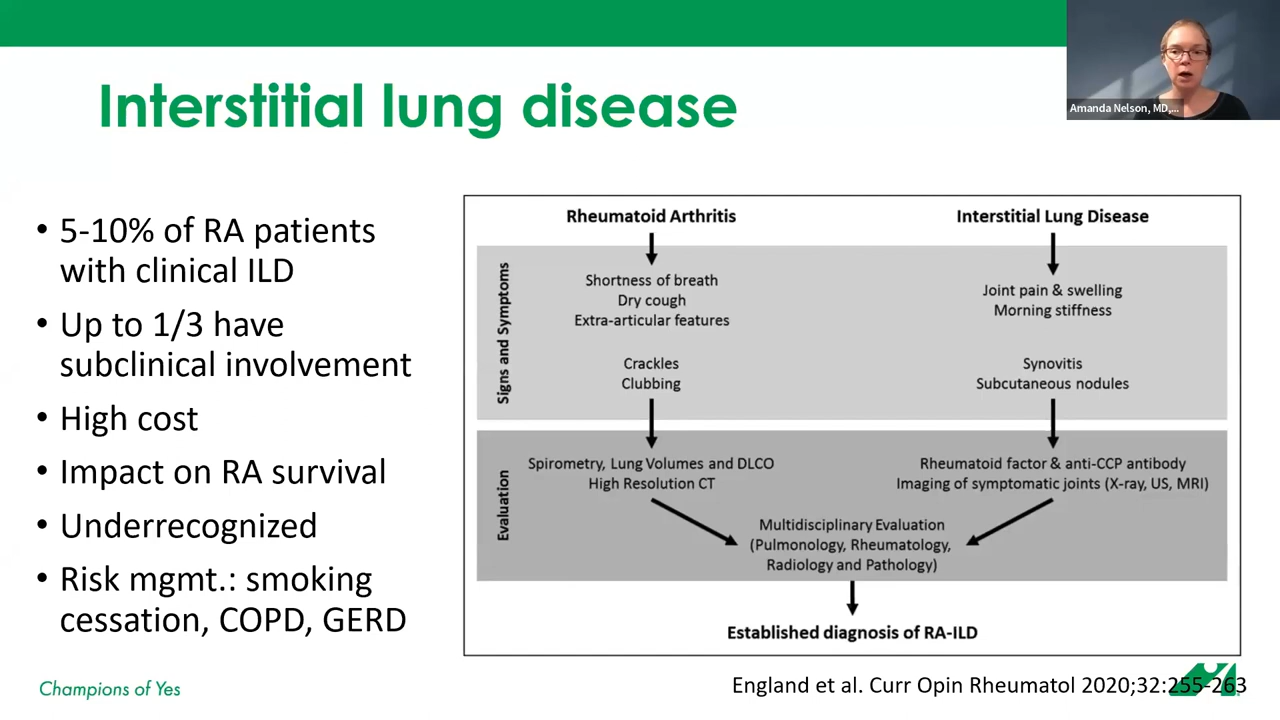 Interstitial lung disease
Amanda Nelson, MD,...
• 5-10% of RA patients
with clinical ILD
• Up to 1/3 have
subclinical involvement
• High cost
• Impact on RA survival
• Underrecognized
• Risk mgmt.: smoking
cessation, COPD, GERD
Rheumatoid Arthritis
Interstitial Lung Disease
Signs and Symptoms
Shortness of breath
Dry cough
Extra-articular features
Crackles
Clubbing
Joint pain & swelling
Morning stiffness
Synovitis
Subcutaneous nodules
Evaluation
Spirometry, Lung Volumes and DLCO
High Resolution CT
Rheumatoid factor & anti-CCP antibody
Imaging of symptomatic joints (X-ray, US, MRI)
Multidisciplinary Evaluation
(Pulmonology, Rheumatology,
Radiology and Pathology)
Established diagnosis of RA-ILD
Champions of Yes
England et al. Curr Opin Rheumatol 2020;32:255-263